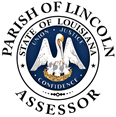 PARISH OF LINCOLN
STATE OF LOUISIANA
UNION · JUSTICE
CONFIDENCE
ASSESSOR